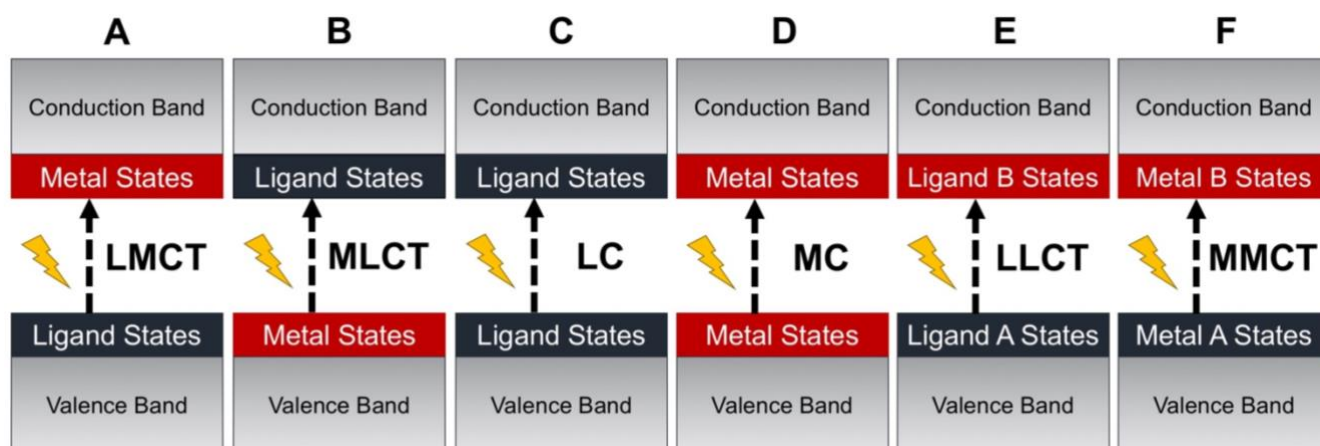 A B C D E F
Conduction Band Conduction Band Conduction Band Conduction Band Conduction Band Conduction Band
Metal States Ligand States Ligand States Metal States Ligand B States Metal B States
LMCT MLCT LC MC LLCT MMCT
Ligand States Metal States Ligand States Metal States Ligand A States Metal A States
Valence Band Valence Band Valence Band Valence Band Valence Band Valence Band